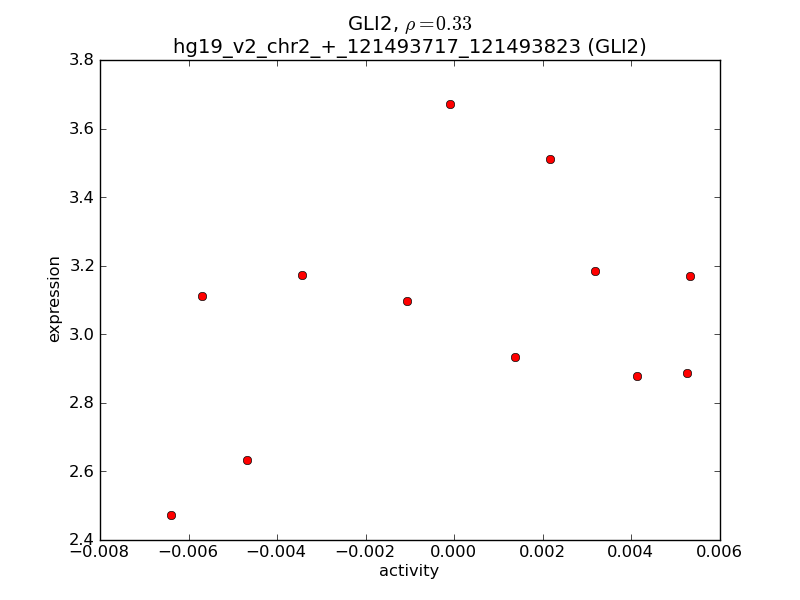 GLI2, ρ=0.33
hg19_v2_chr2_+_121493717_121493823 (GLI2)
3.8
3.6
3.4
3.2
3.0
2.8
2.6
2.4
expression
−0.008 −0.006 −0.004 −0.002 0.000 0.002 0.004 0.006
activity